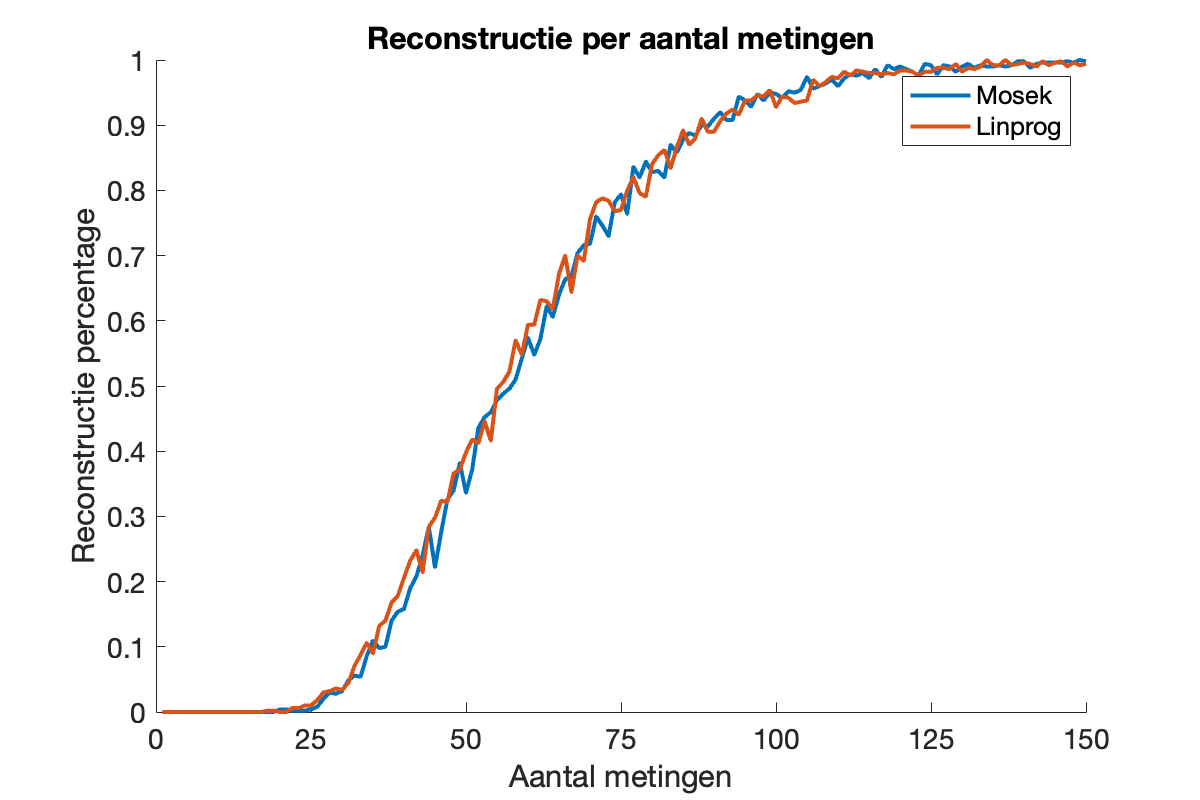 Reconstructie per aantal metingen
1
0.9
0.8
0.7
0.6
0.5
0.4
0.3
0.2
0.1
0
Reconstructie percentage
Mosek
Linprog
0 25 50 75 100 125 150
Aantal metingen